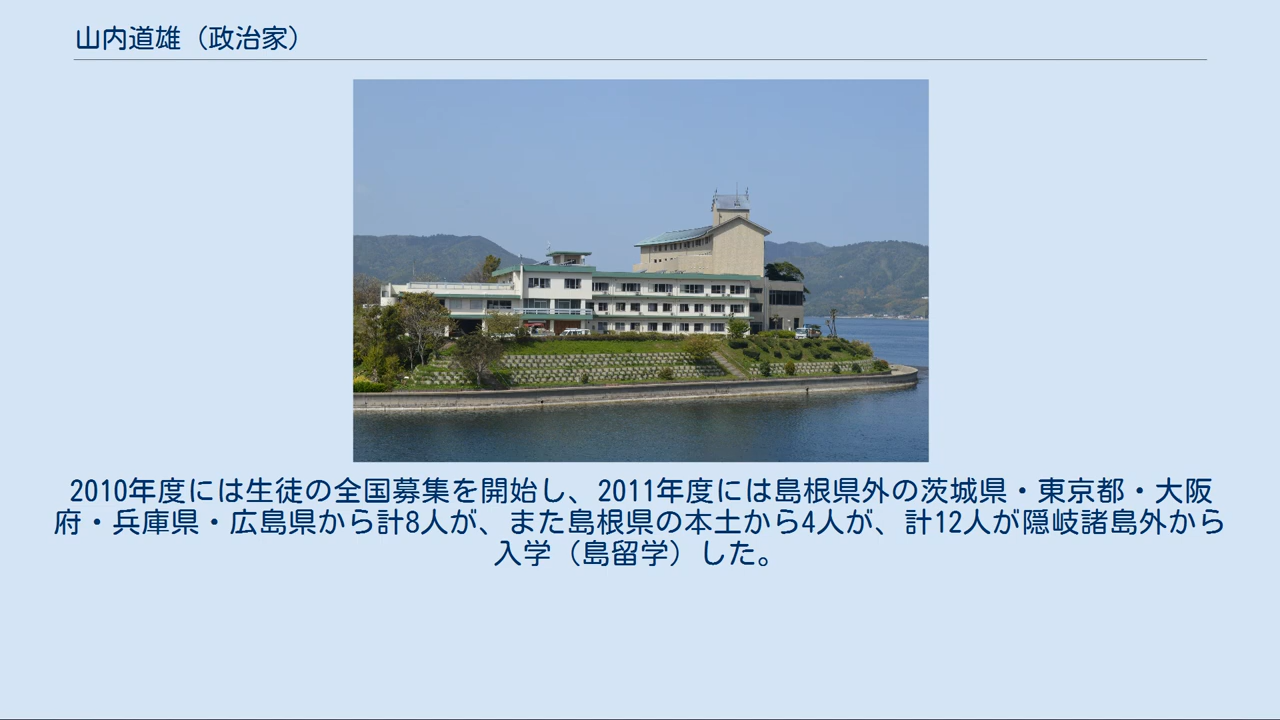 山内道雄（政治家）
2010年度には生徒の全国募集を開始し、2011年度には島根県外の茨城県・東京都・大阪
府・兵庫県・広島県から計8人が、また島根県の本土から4人が、計12人が隠岐諸島外から
入学（島留学）した。